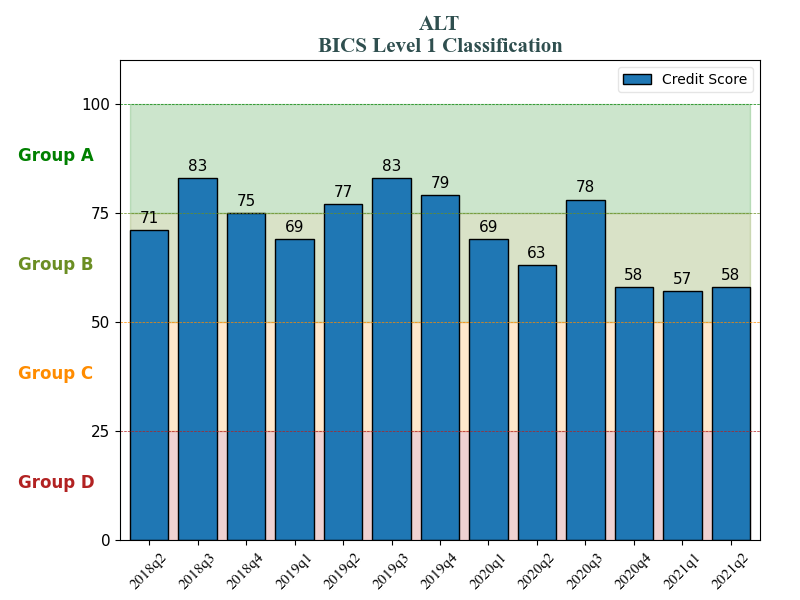 ALT
BICS Level 1 Classification
Credit Score
100
75
50
25
0
Group A
Group B
Group C
Group D
71
83
75
69
77
83
79
69
63
78
58
57
58
2018q2
2018q3
2018q4
2019q1
2019q2
2019q3
2019q4
2020q1
2020q2
2020q3
2020q4
2021q1
2021q2